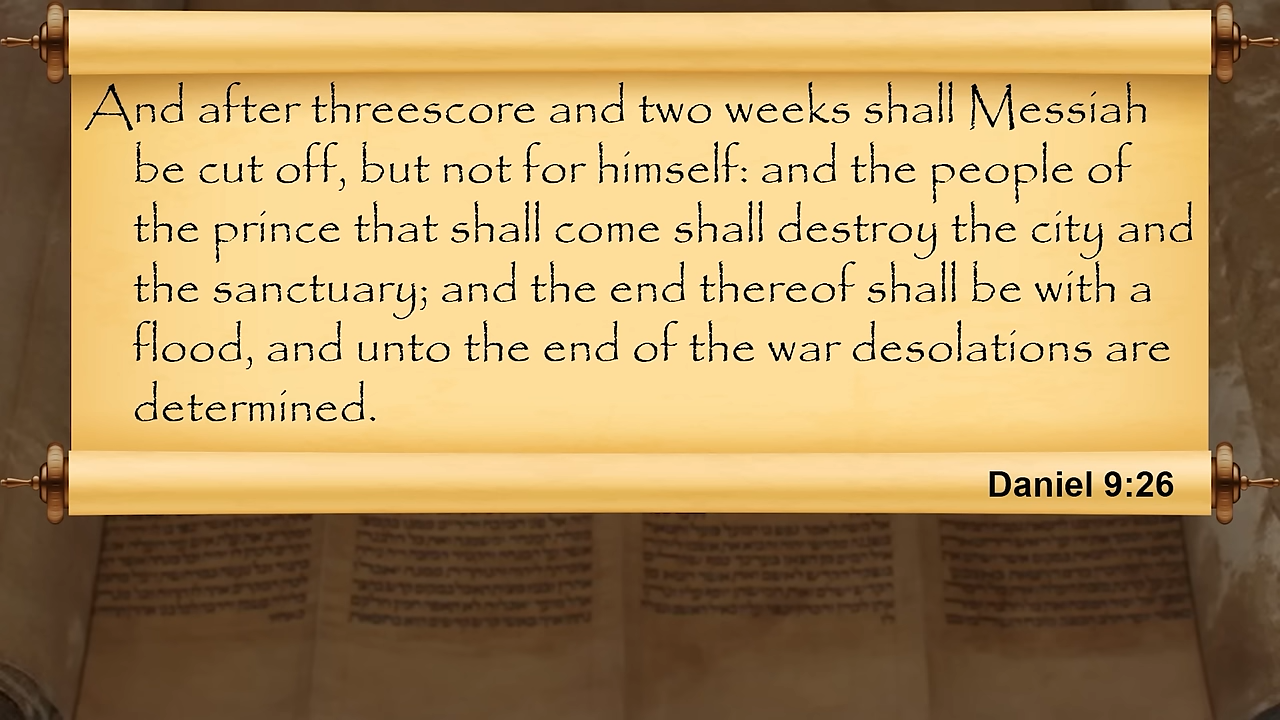 And after threescore and two weeks shall Messiah
be cut off, but not for himself: and the people of
the prince that shall come shall destroy the city and
the sanctuary; and the end thereof shall be with a
flood, and unto the end of the war desolations are
determined.
Daniel 9:26